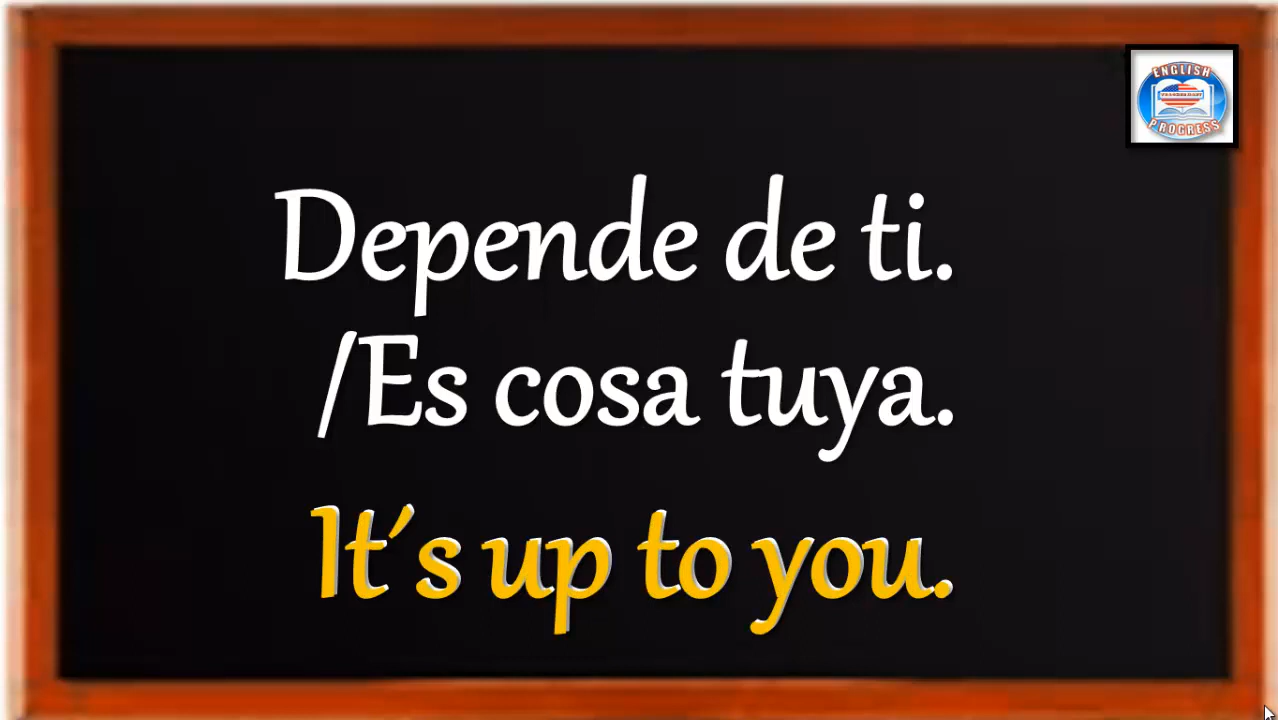 ENGLISH
PROGRESS
Depende de ti.
/Es cosa tuya.
It´s up to you.